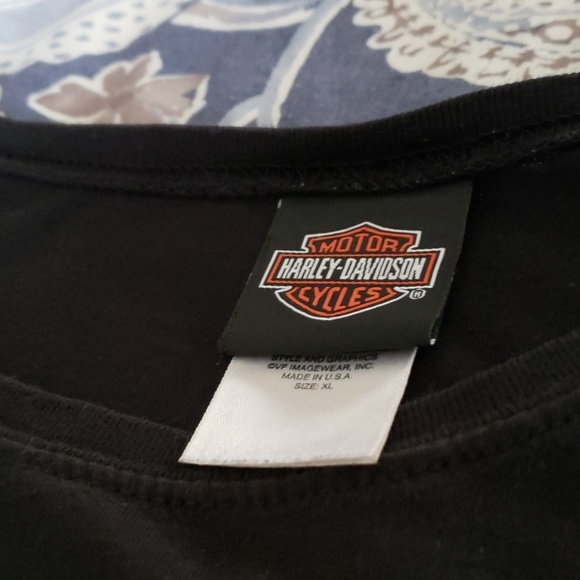 MOTOR
HARLEY-DAVIDSON
CYCLES
STYLE AND GRAPHICS
©VF IMAGEWEAR, INC.
MADE IN U.S.A.
SIZE: XL